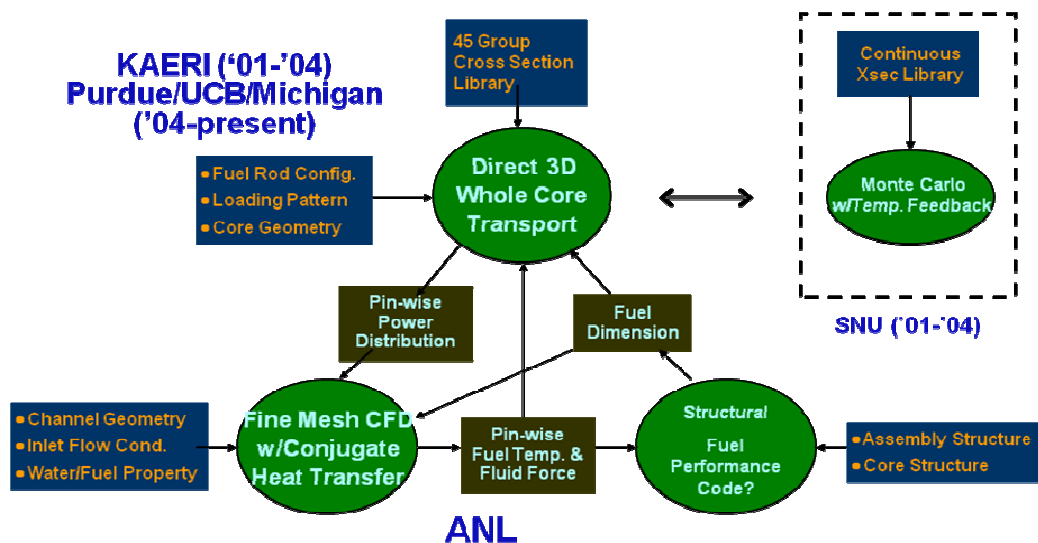 KAERI ('01-'04)
Purdue/UCB/Michigan
('04-present)
45 Group
Cross Section
Library
Continuous
Xsec Library
• Fuel Rod Config.
• Loading Pattern
• Core Geometry
Direct 3D
Whole Core
Transport
Monte Carlo
w/Temp. Feedback
SNU ('01-'04)
Pin-wise
Power
Distribution
Fuel
Dimension
• Channel Geometry
• Inlet Flow Cond.
• Water/Fuel Property
Fine Mesh CFD
w/Conjugate
Heat Transfer
Pin-wise
Fuel Temp. &
Fluid Force
Structural
Fuel
Performance
Code?
• Assembly Structure
• Core Structure
ANL